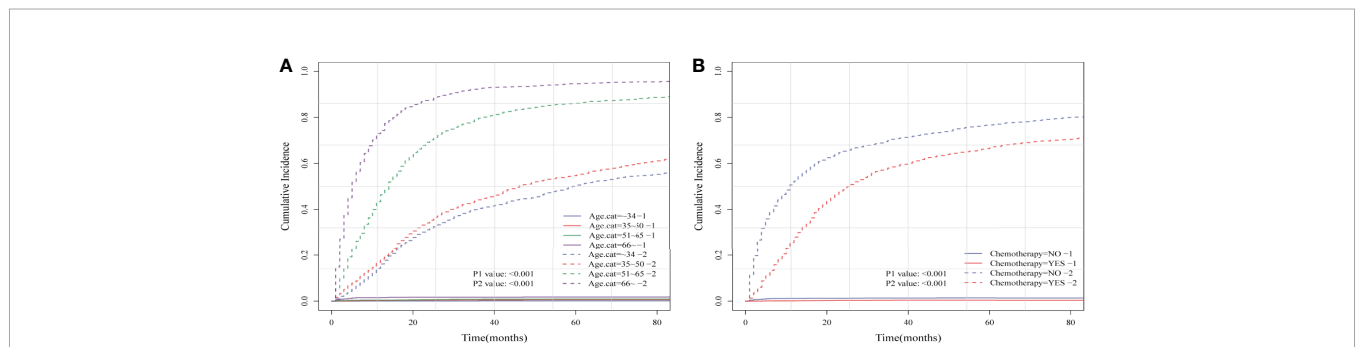 A
1.0
0.8
0.6
0.4
0.2
0.0
Cumulative Incidence
Age.cat=~34 −1
Age.cat=35~50 −1
Age.cat=51~65 −1
Age.cat=66~ −1
Age.cat=~34 −2
Age.cat=35~50 −2
Age.cat=51~65 −2
Age.cat=66~ −2
P1 value: <0.001
P2 value: <0.001
0 20 40 60 80
Time(months)
B
1.0
0.8
0.6
0.4
0.2
0.0
Cumulative Incidence
Chemotherapy=NO −1
Chemotherapy=YES −1
Chemotherapy=NO −2
Chemotherapy=YES −2
P1 value: <0.001
P2 value: <0.001
0 20 40 60 80
Time(months)